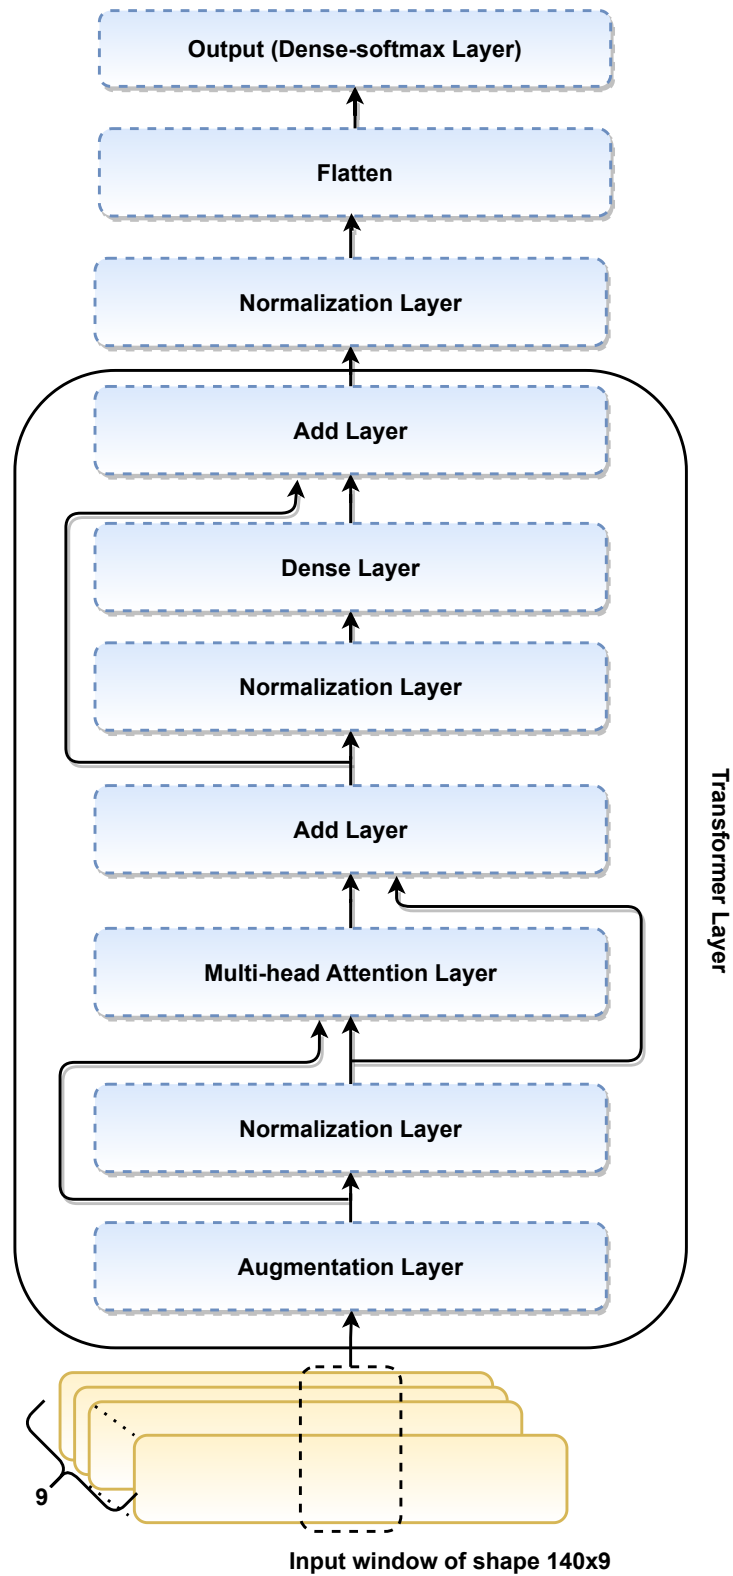 Output (Dense-softmax Layer)
Flatten
Normalization Layer
Add Layer
Dense Layer
Normalization Layer
Add Layer
Transformer Layer
Multi-head Attention Layer
Normalization Layer
Augmentation Layer
9
Input window of shape 140x9